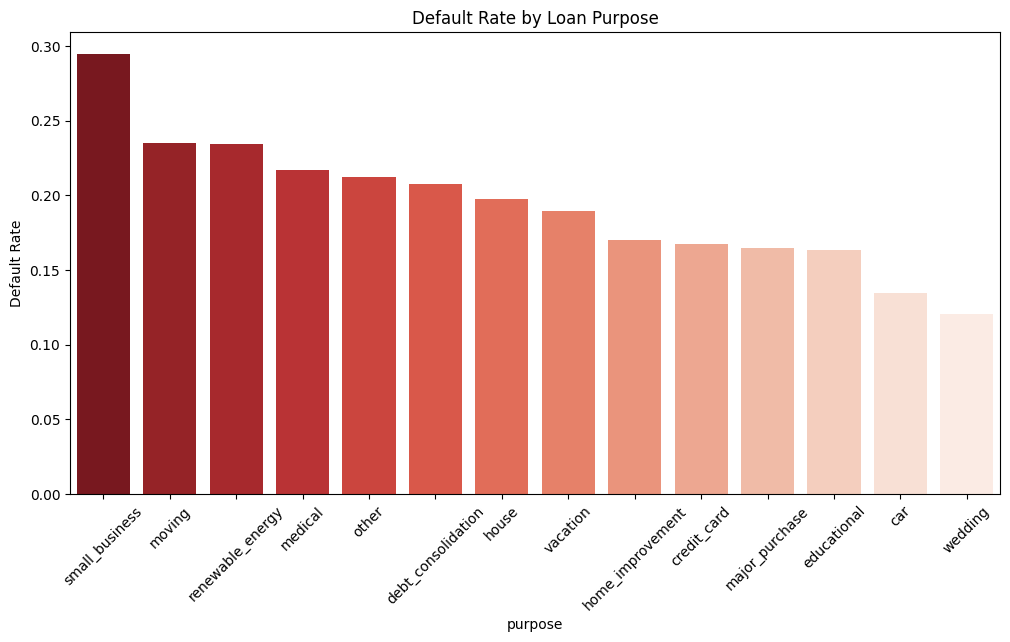 Default Rate by Loan Purpose
Default Rate
0.30
0.25
0.20
0.15
0.10
0.05
0.00
small_business
moving
renewable_energy
medical
other
debt_consolidation
house
vacation
home_improvement
credit_card
major_purchase
educational
car
wedding
purpose